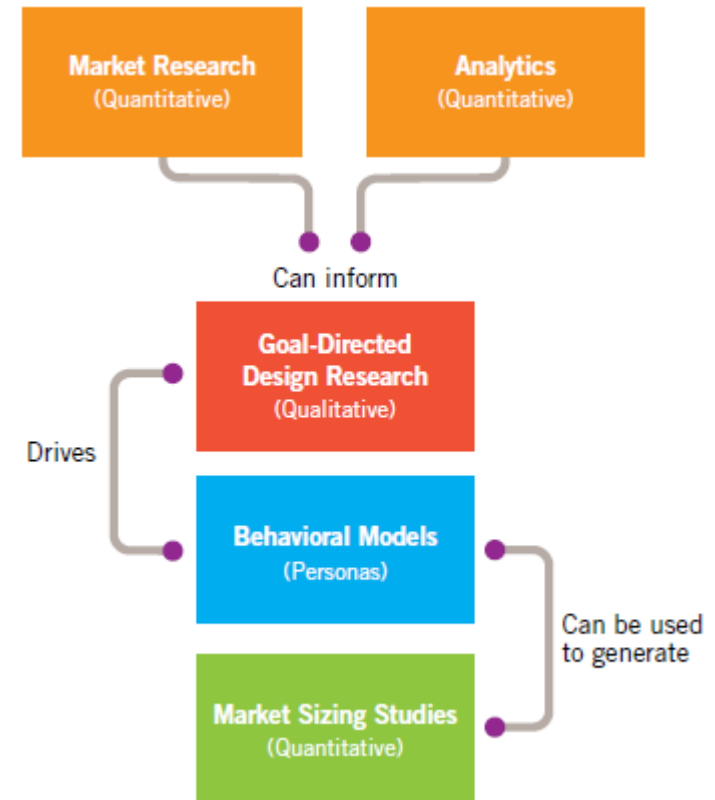 Market Research
(Quantitative)
Analytics
(Quantitative)
Can inform
Goal-Directed
Design Research
(Qualitative)
Drives
Behavioral Models
(Personas)
Can be used
to generate
Market Sizing Studies
(Quantitative)